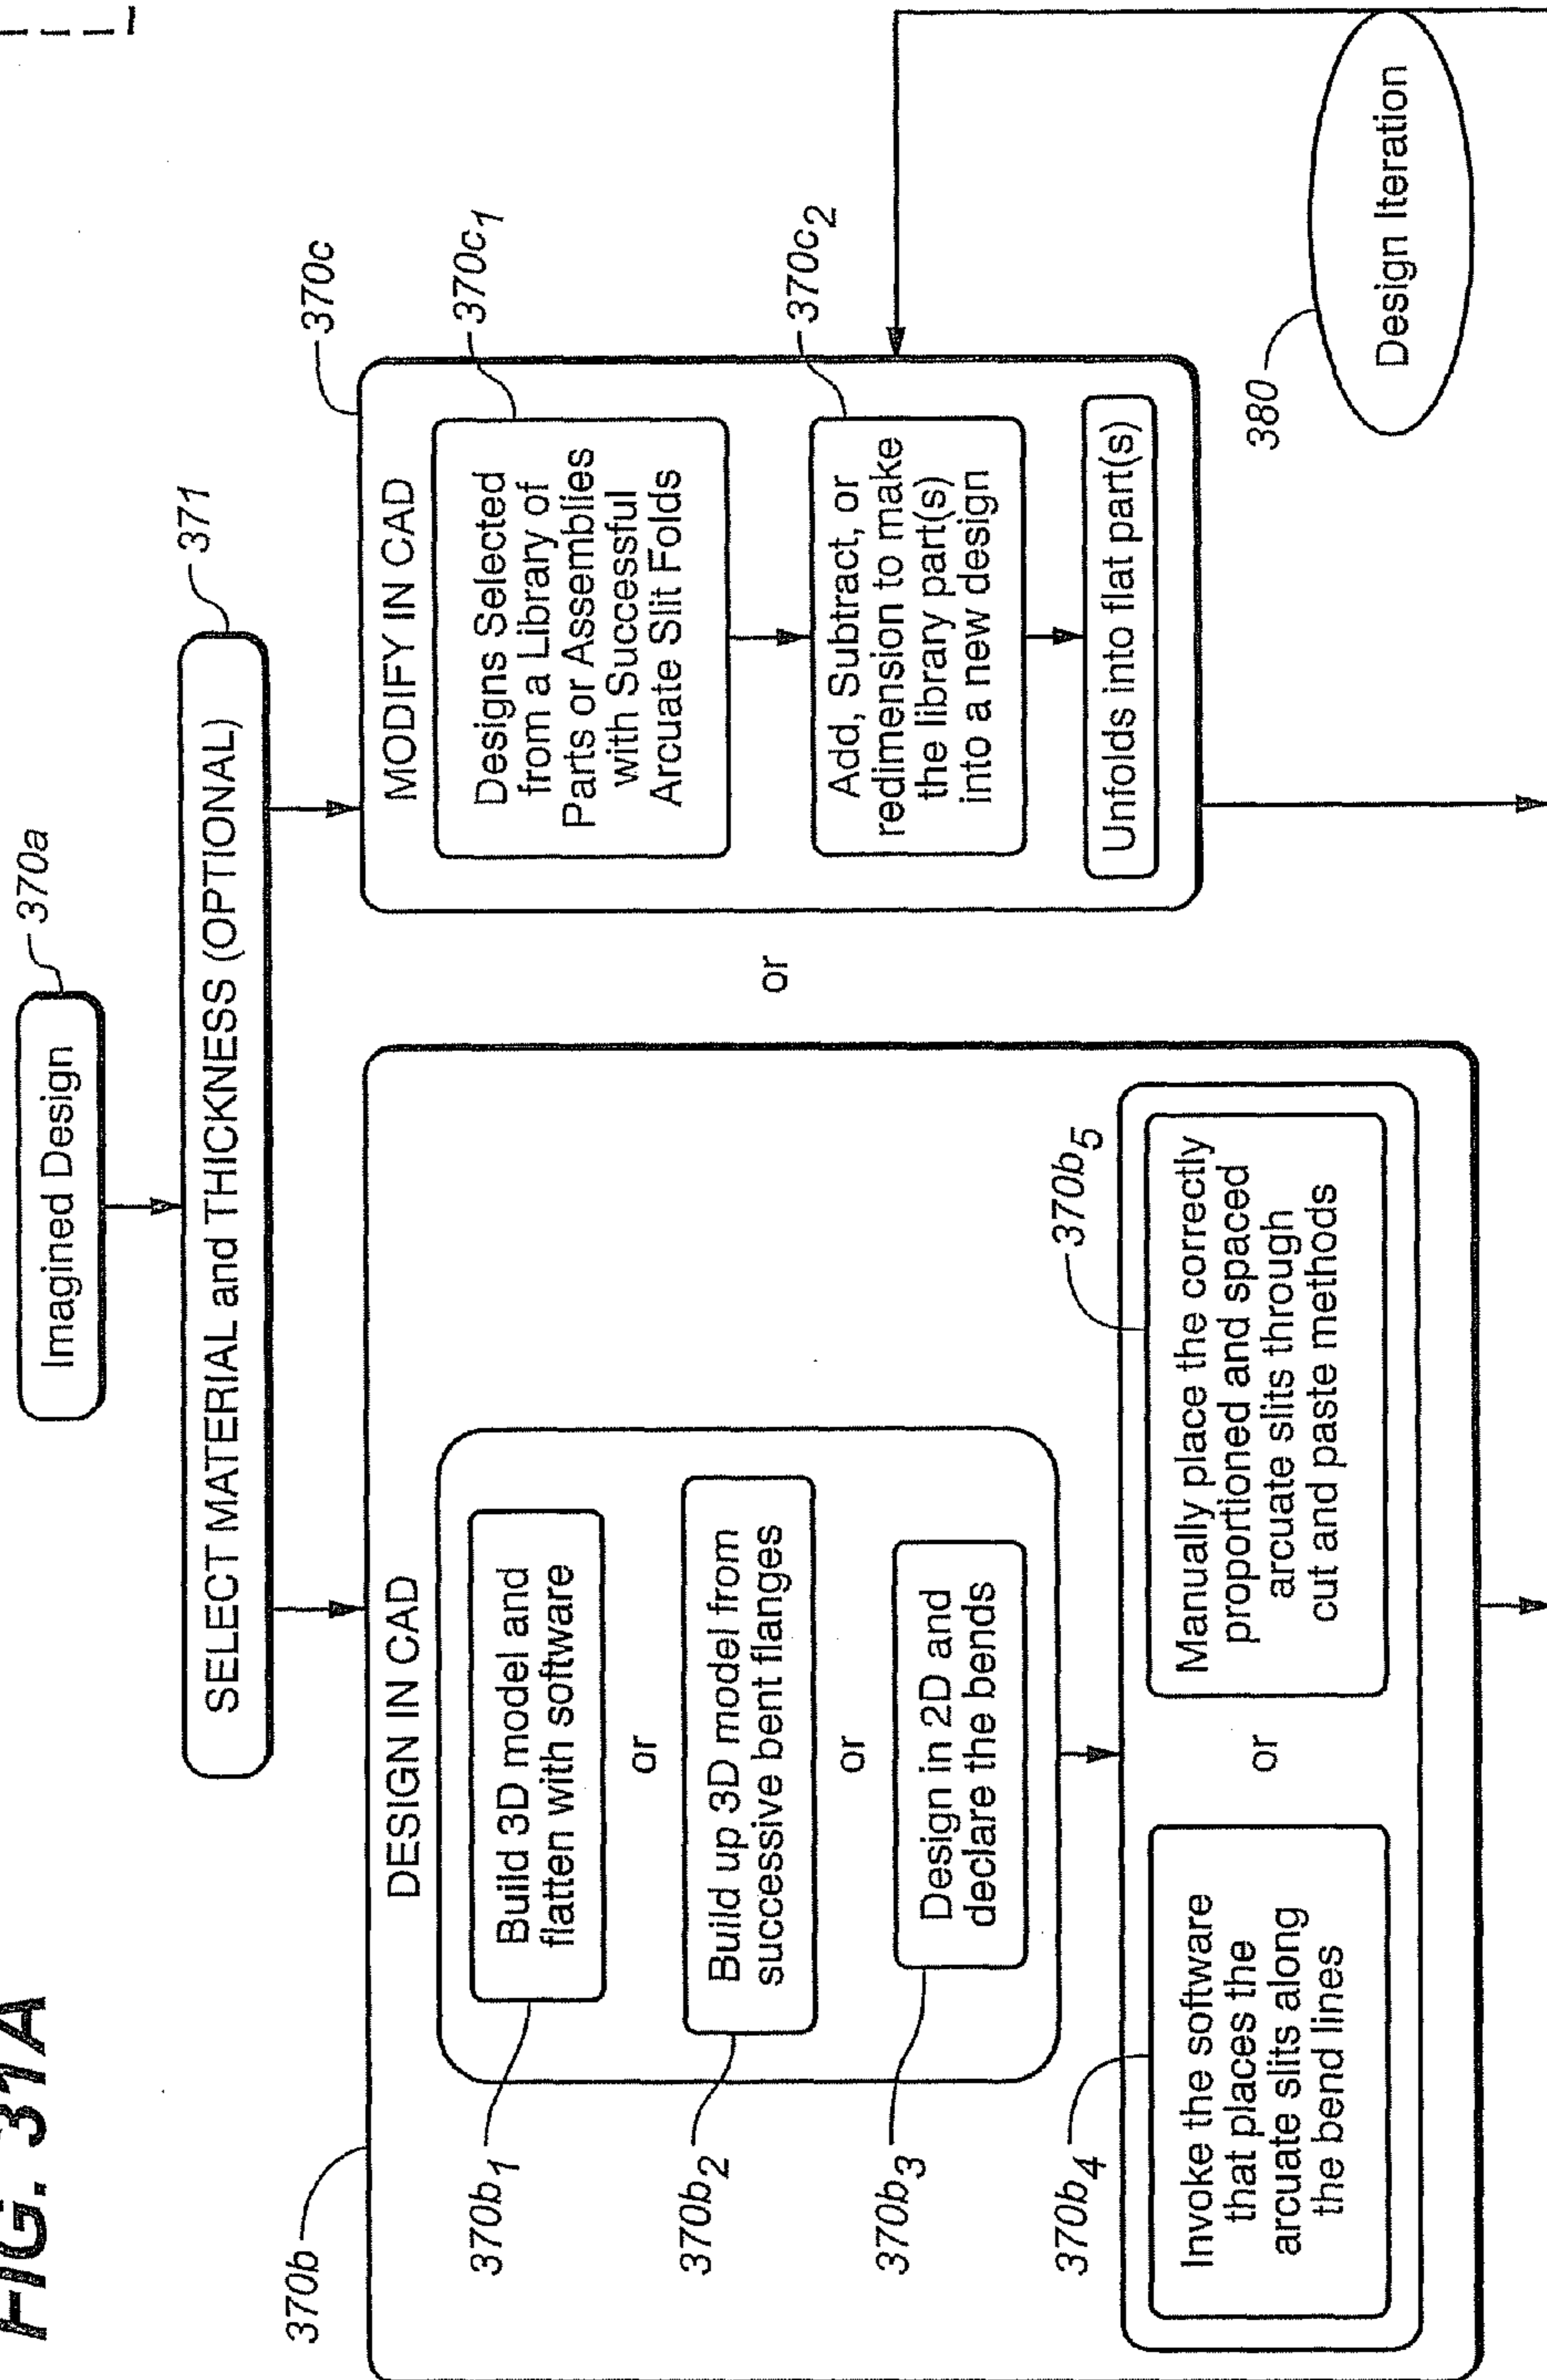 FIG. 31A
Imagined Design
370a
SELECT MATERIAL and THICKNESS (OPTIONAL)
371
370b
DESIGN IN CAD
370b1
Build 3D model and
flatten with software
or
370b2
Build up 3D model from
successive bent flanges
or
370b3
Design in 2D and
declare the bends
370b4
Invoke the software
that places the
arcuate slits along
the bend lines
or
370b5
Manually place the correctly
proportioned and spaced
arcuate slits through
cut and paste methods
or
370c
MODIFY IN CAD
370c1
Designs Selected
from a Library of
Parts or Assemblies
with Successful
Arcuate Slit Folds
370c2
Add, Subtract, or
redimension to make
the library part(s)
into a new design
Unfolds into flat part(s)
380
Design Iteration